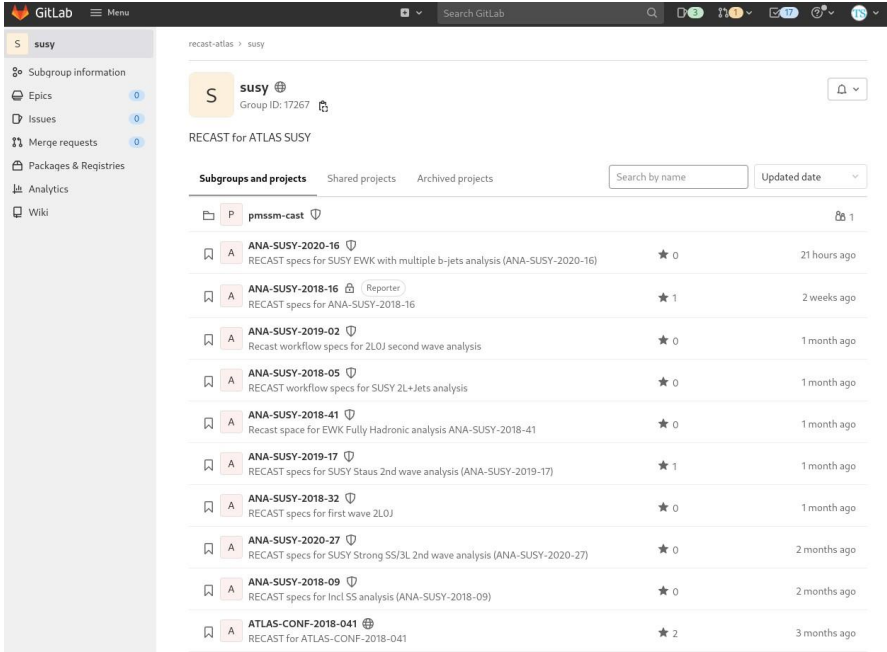 GitLab Menu Search GitLab 3 1 17 TS
S susy
Subgroup information
Epics 0
Issues 0
Merge requests 0
Packages & Registries
Analytics
Wiki
recast-atlas > susy
S
susy
Group ID: 17267
RECAST for ATLAS SUSY
Subgroups and projects Shared projects Archived projects Search by name Updated date
P pmssm-cast 1
A ANA-SUSY-2020-16
RECAST specs for SUSY EWK with multiple b-jets analysis (ANA-SUSY-2020-16) 0 21 hours ago
A ANA-SUSY-2018-16 Reporter
RECAST specs for ANA-SUSY-2018-16 1 2 weeks ago
A ANA-SUSY-2019-02
Recast workflow specs for 2L0J second wave analysis 0 1 month ago
A ANA-SUSY-2018-05
RECAST workflow specs for SUSY 2L+Jets analysis 0 1 month ago
A ANA-SUSY-2018-41
Recast space for EWK Fully Hadronic analysis ANA-SUSY-2018-41 0 1 month ago
A ANA-SUSY-2019-17
RECAST specs for SUSY Staus 2nd wave analysis (ANA-SUSY-2019-17) 1 1 month ago
A ANA-SUSY-2018-32
RECAST specs for first wave 2L0J 0 1 month ago
A ANA-SUSY-2020-27
RECAST specs for SUSY Strong SS/3L 2nd wave analysis (ANA-SUSY-2020-27) 0 2 months ago
A ANA-SUSY-2018-09
RECAST specs for Incl SS analysis (ANA-SUSY-2018-09) 0 2 months ago
A ATLAS-CONF-2018-041
RECAST for ATLAS-CONF-2018-041 2 3 months ago